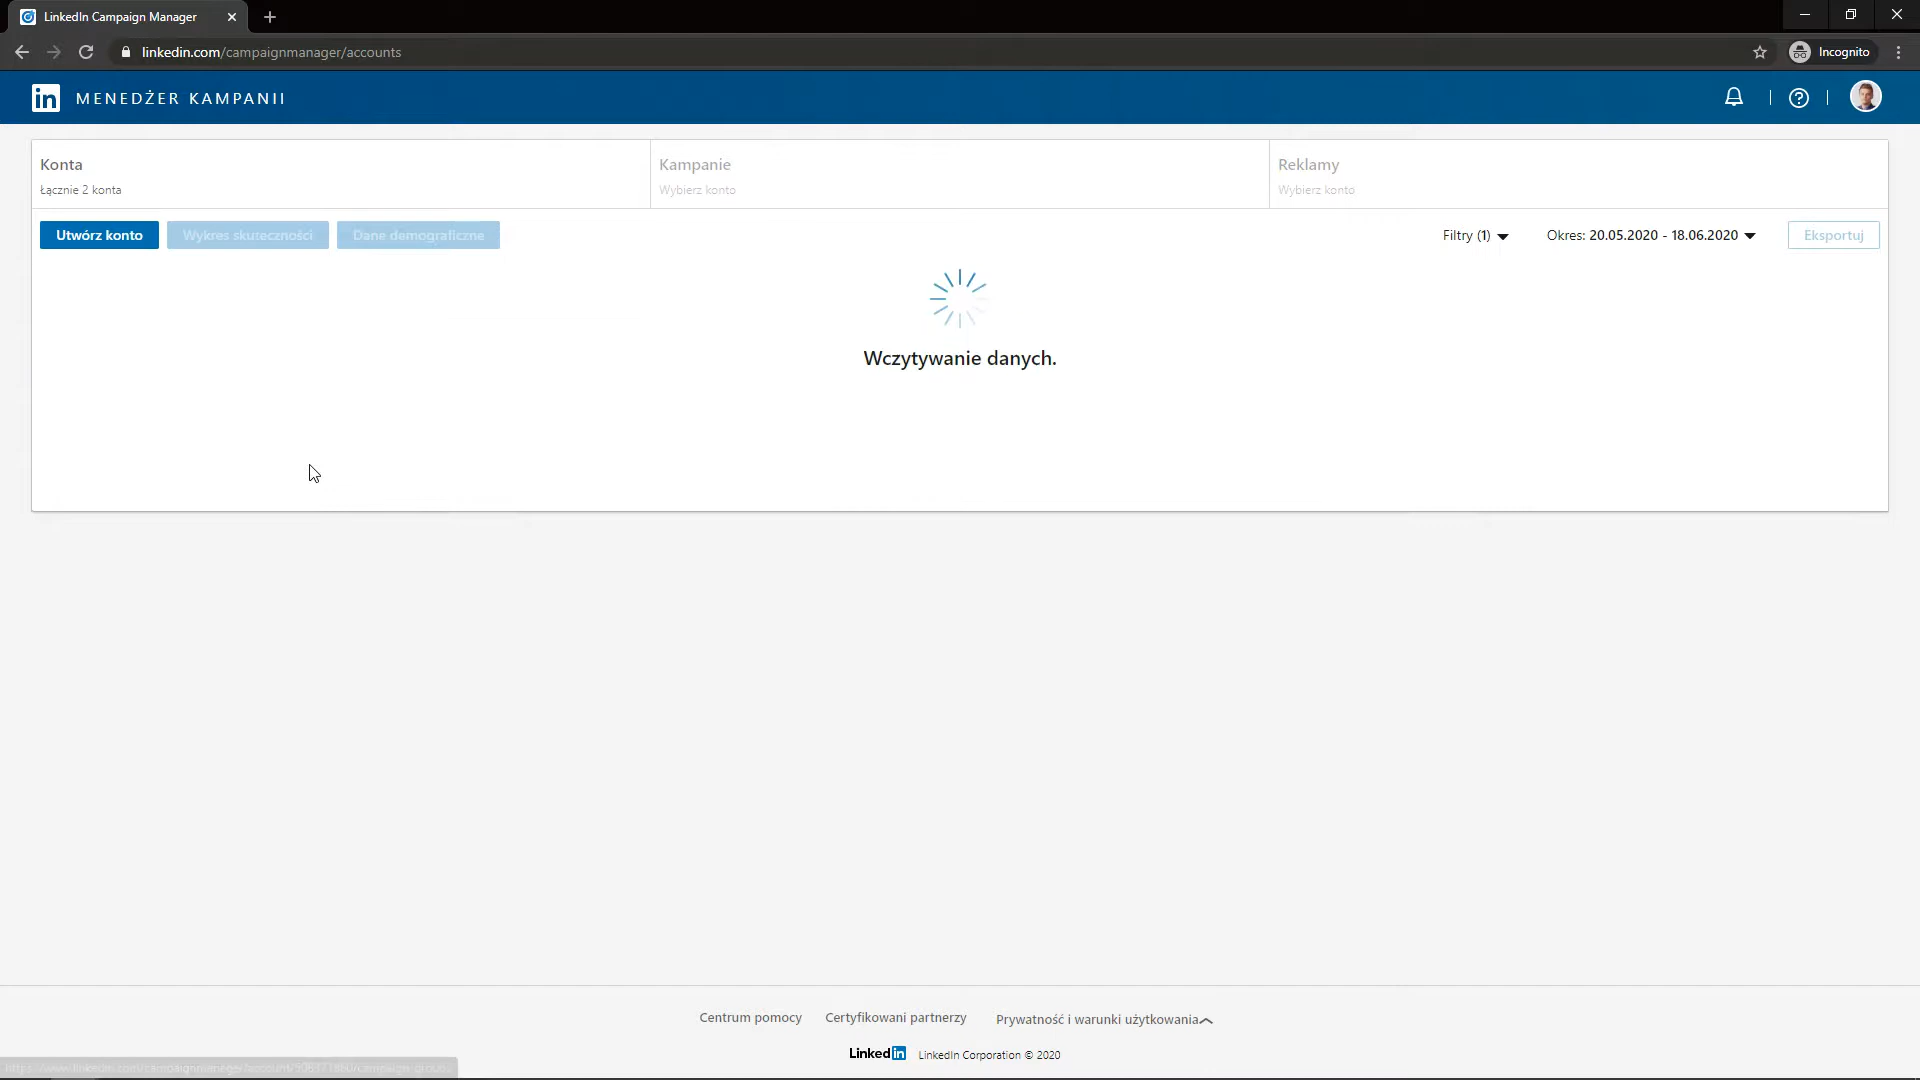 LinkedIn Campaign Manager
linkedin.com/campaignmanager/accounts
Incognito
in MENEDŻER KAMPANII
Konta
Łącznie 2 konta
Kampanie
Wybierz konto
Reklamy
Wybierz konto
Utwórz konto
Wykres skuteczności
Dane demograficzne
Filtry (1)
Okres: 20.05.2020 - 18.06.2020
Eksportuj
Wczytywanie danych.
Centrum pomocy
Certyfikowani partnerzy
Prywatność i warunki użytkowania
LinkedIn LinkedIn Corporation © 2020